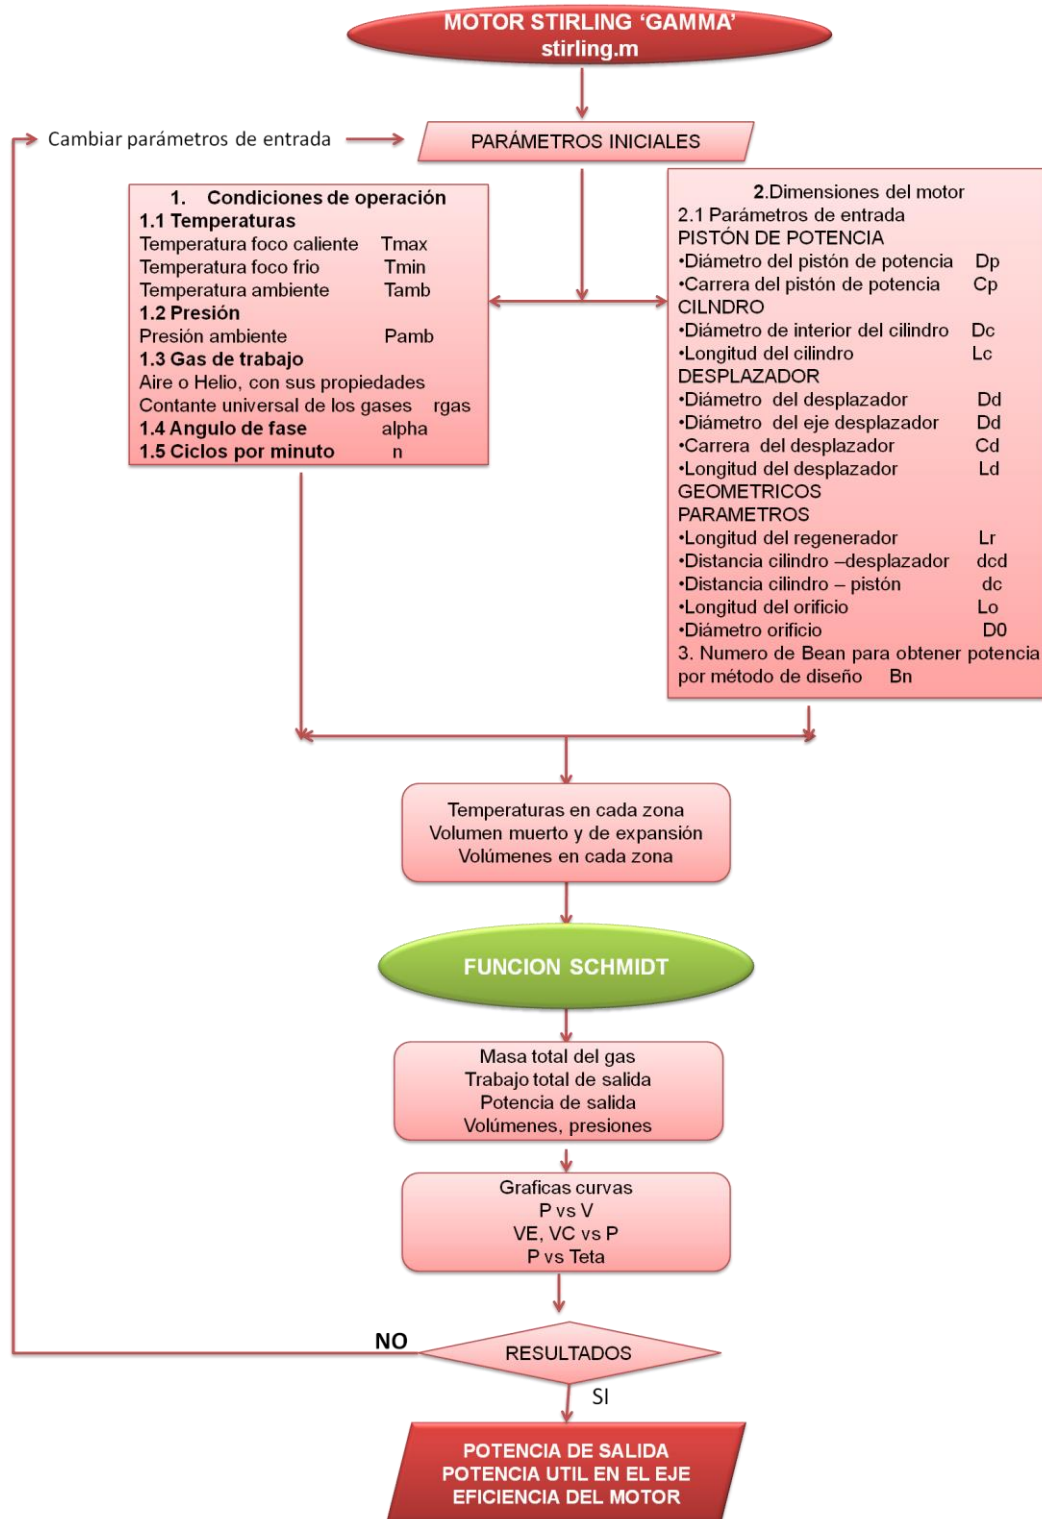 MOTOR STIRLING ‘GAMMA’
stirling.m
Cambiar parámetros de entrada
PARÁMETROS INICIALES
1. Condiciones de operación
1.1 Temperaturas
Temperatura foco caliente Tmax
Temperatura foco frio Tmin
Temperatura ambiente Tamb
1.2 Presión
Presión ambiente Pamb
1.3 Gas de trabajo
Aire o Helio, con sus propiedades
Contante universal de los gases rgas
1.4 Angulo de fase alpha
1.5 Ciclos por minuto n
2.Dimensiones del motor
2.1 Parámetros de entrada
PISTÓN DE POTENCIA
•Diámetro del pistón de potencia Dp
•Carrera del pistón de potencia Cp
CILNDRO
•Diámetro de interior del cilindro Dc
•Longitud del cilindro Lc
DESPLAZADOR
•Diámetro del desplazador Dd
•Diámetro del eje desplazador Dd
•Carrera del desplazador Cd
•Longitud del desplazador Ld
GEOMETRICOS
PARAMETROS
•Longitud del regenerador Lr
•Distancia cilindro –desplazador dcd
•Distancia cilindro – pistón dc
•Longitud del orificio Lo
•Diámetro orificio D0
3. Numero de Bean para obtener potencia
por método de diseño Bn
Temperaturas en cada zona
Volumen muerto y de expansión
Volúmenes en cada zona
FUNCION SCHMIDT
Masa total del gas
Trabajo total de salida
Potencia de salida
Volúmenes, presiones
Graficas curvas
P vs V
VE, VC vs P
P vs Teta
NO
RESULTADOS
SI
POTENCIA DE SALIDA
POTENCIA UTIL EN EL EJE
EFICIENCIA DEL MOTOR